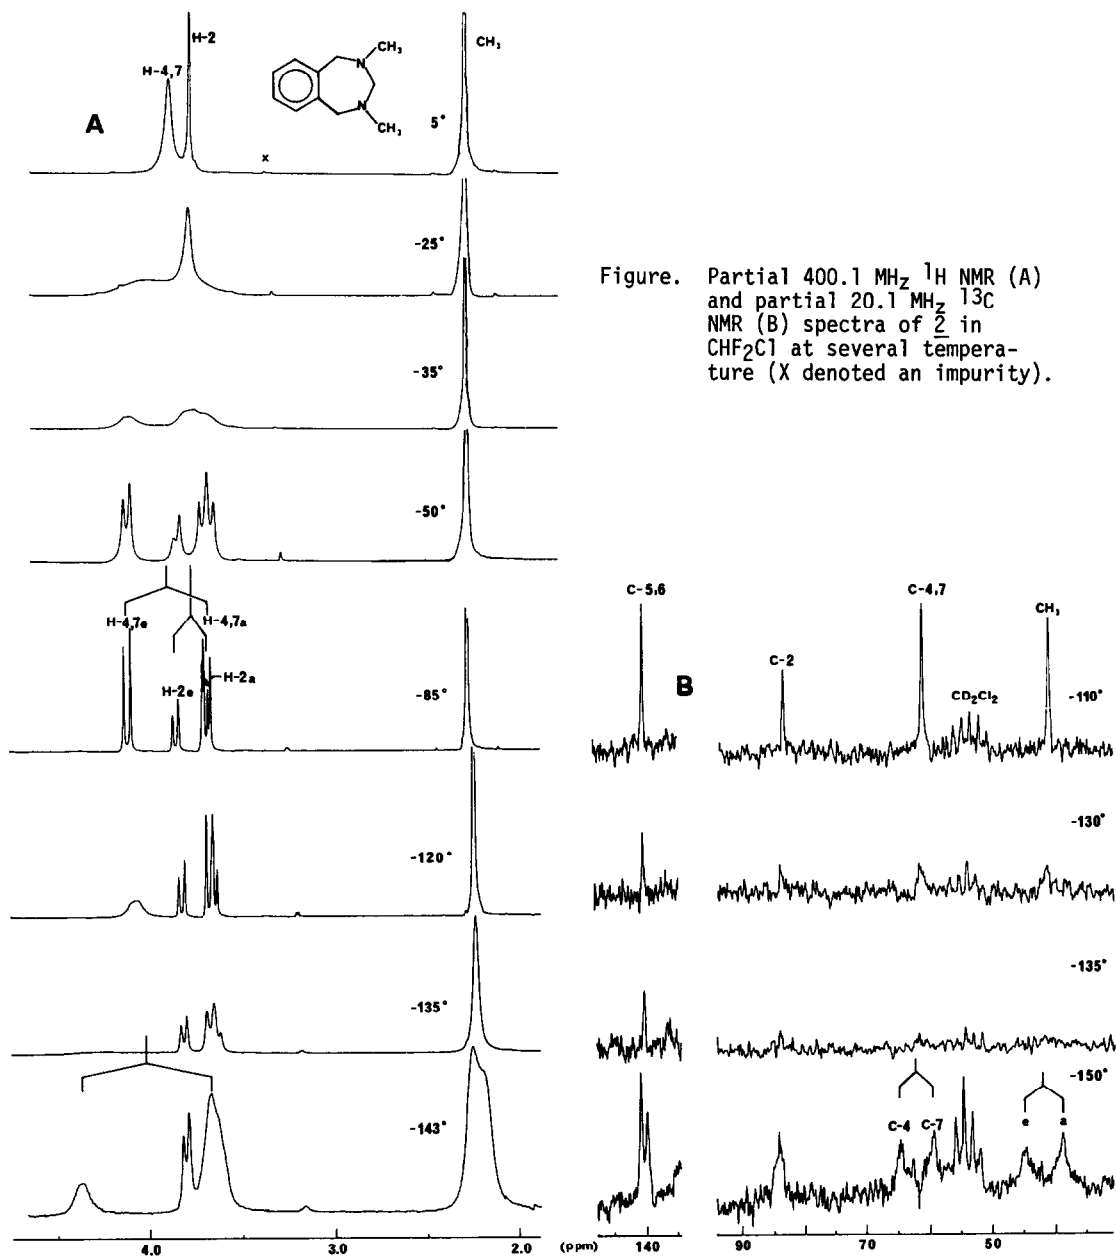 H-2
CH₃
H-4,7
CH₃
N
N
CH₃
A
5°
x
-25°
Figure. Partial 400.1 MHz ¹H NMR (A)
and partial 20.1 MHz ¹³C
NMR (B) spectra of 2 in
CHF₂Cl at several tempera-
ture (X denoted an impurity).
-35°
-50°
H-4,7e
H-4,7a
H-2e
H-2a
-85°
C-5,6
C-4,7
CH₃
C-2
B
CD₂Cl₂
-110°
-120°
-130°
-135°
-135°
-143°
-150°
C-4
C-7
e
a
4.0 3.0 2.0
(ppm) 140 90 70 50